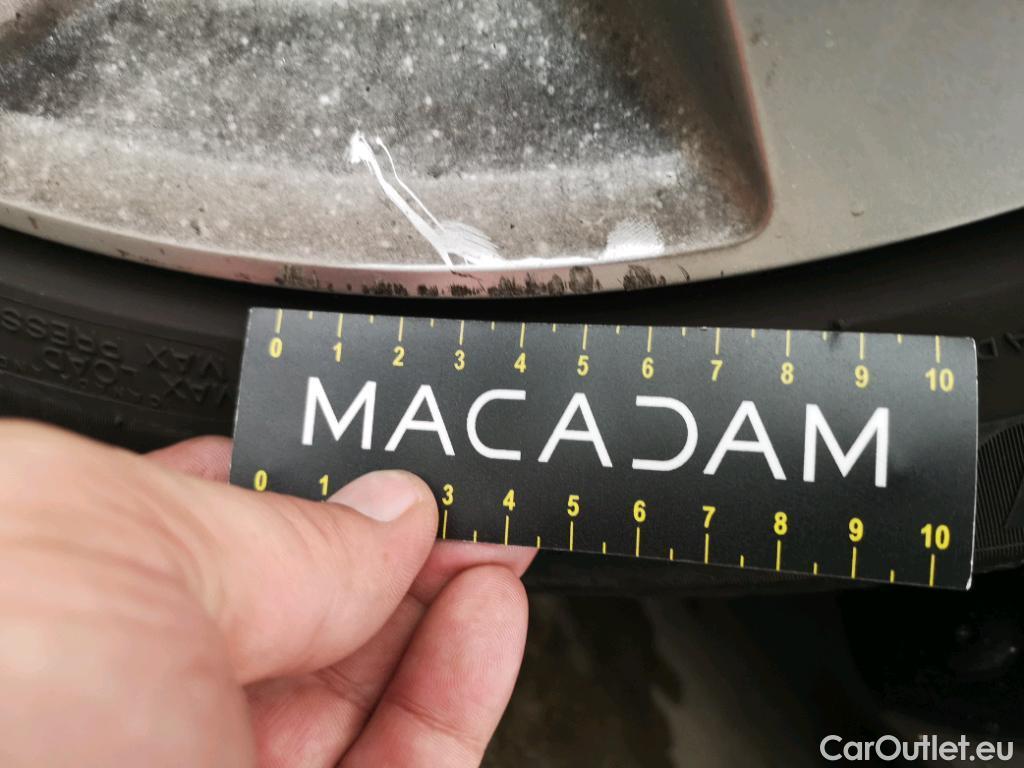 0 1 2 3 4 5 6 7 8 9 10
MACADAM
0 1 3 4 5 6 7 8 9 10
MAX LOAD
MAX PRESS
CarOutlet.eu